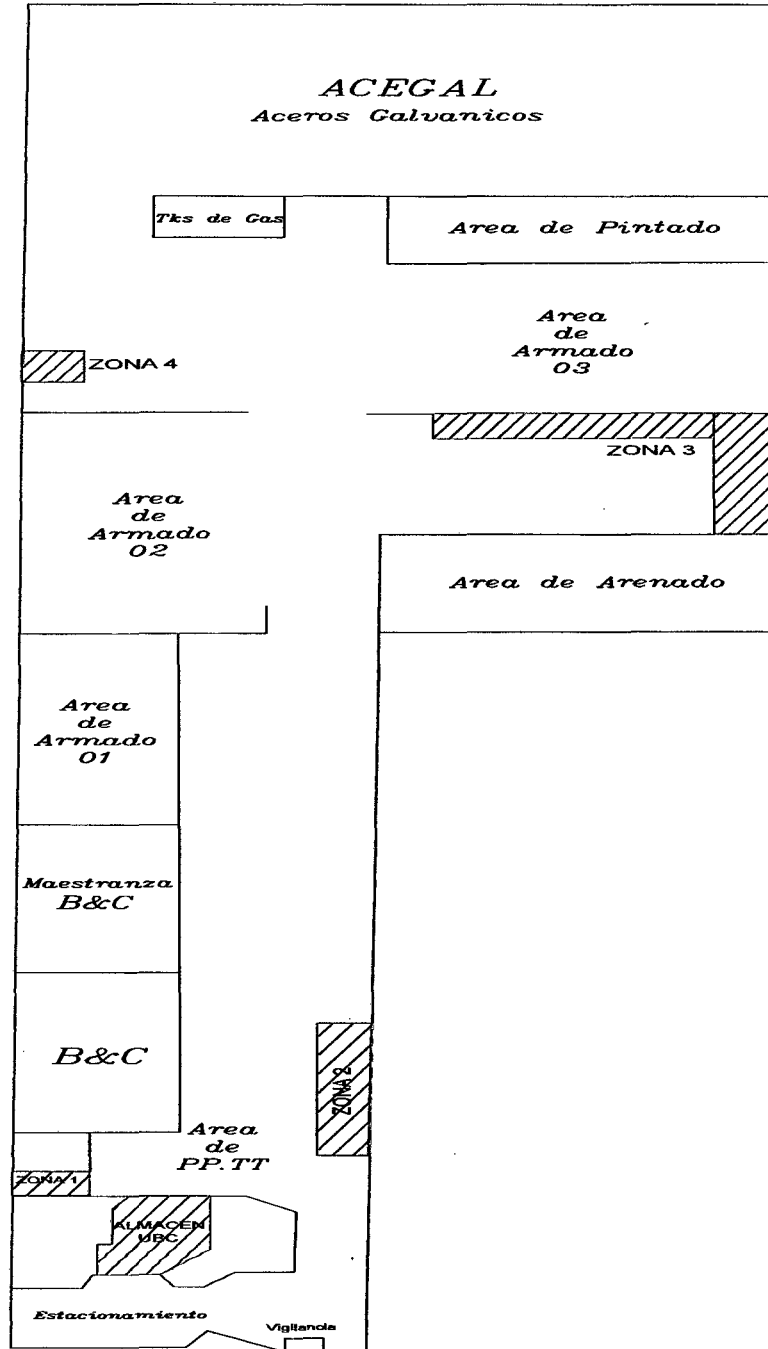 ACEGAL
Aceros Galvanicos
Tks de Gas
Area de Pintado
Area
de
Armado
03
ZONA 4
ZONA 3
Area
de
Armado
02
Area de Arenado
Area
de
Armado
01
Maestranza
B&C
B&C
ZONA 2
Area
de
PP.TT
ZONA 1
ALMACÉN
UBC
Estacionamiento
Vigilancia